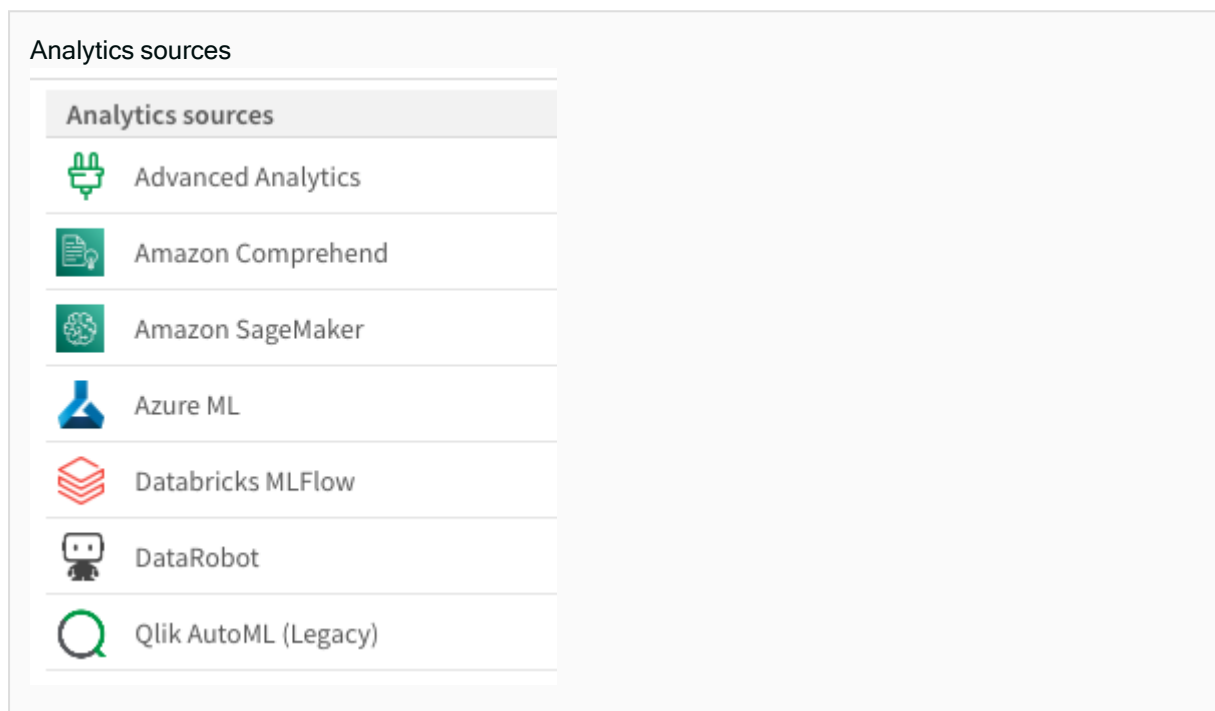 Analytics sources
Analytics sources
Advanced Analytics
Amazon Comprehend
Amazon SageMaker
Azure ML
Databricks MLFlow
DataRobot
Qlik AutoML (Legacy)